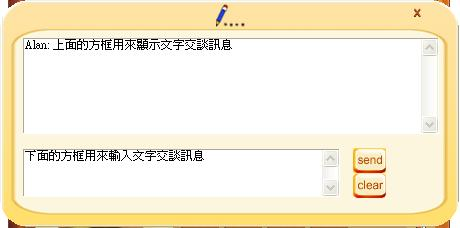 x
Alan: 上面的方框用來顯示文字交談訊息
下面的方框用來輸入文字交談訊息
send
clear